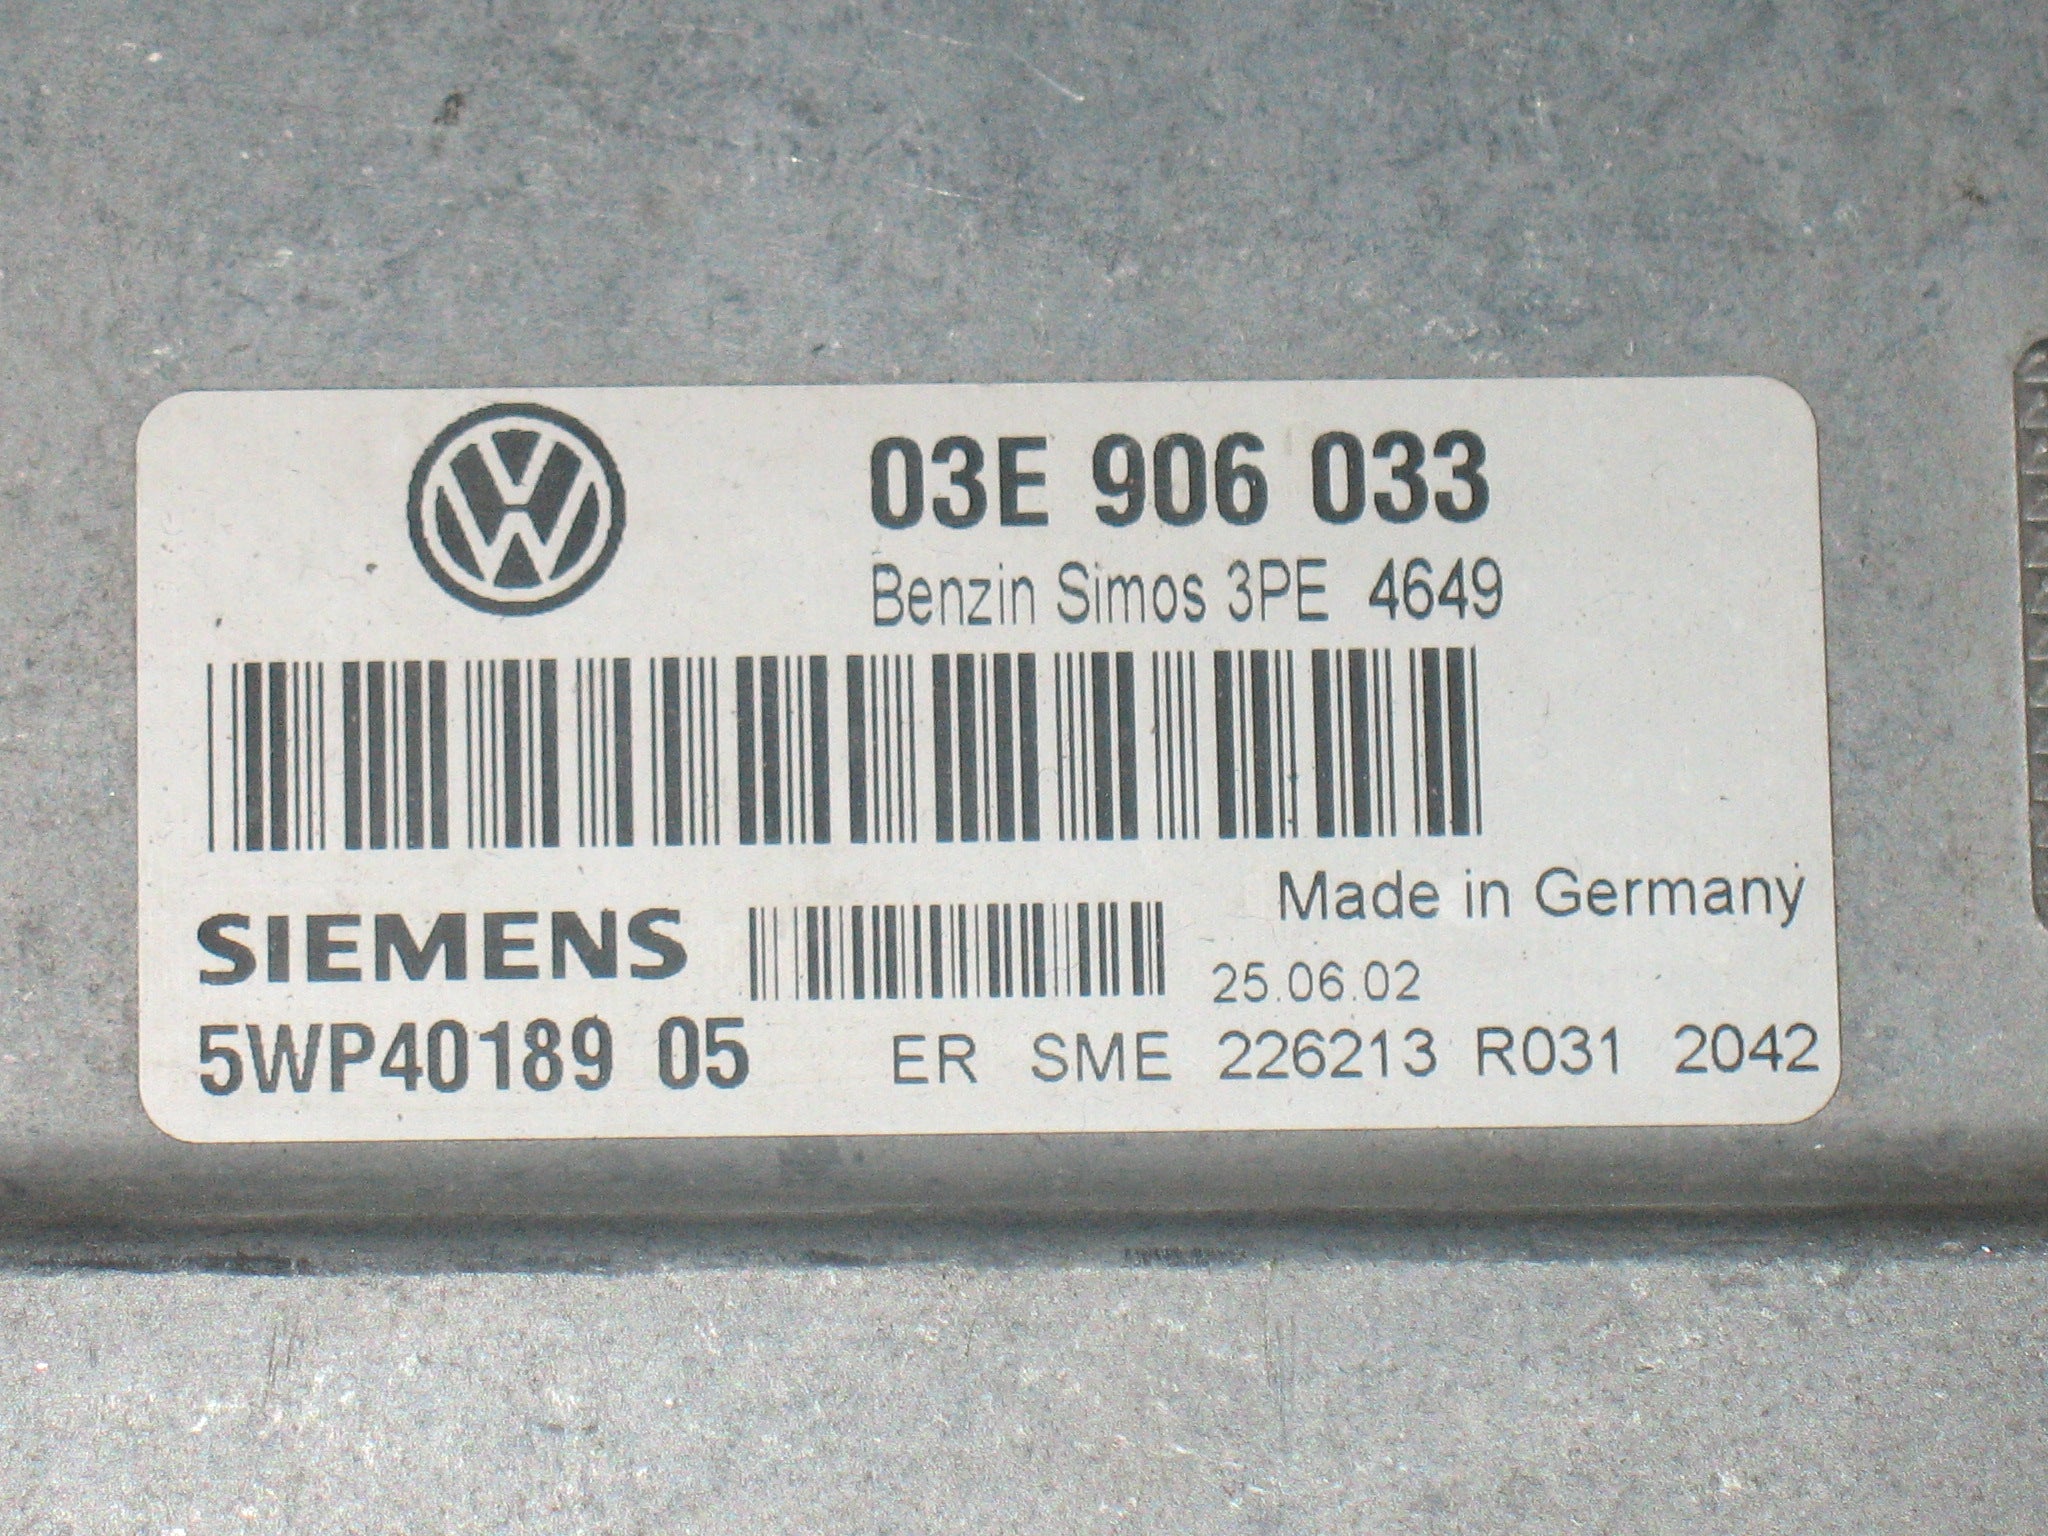 03E 906 033
Benzin Simos 3PE 4649
Made in Germany
SIEMENS
25.06.02
5WP40189 05 ER SME 226213 R031 2042